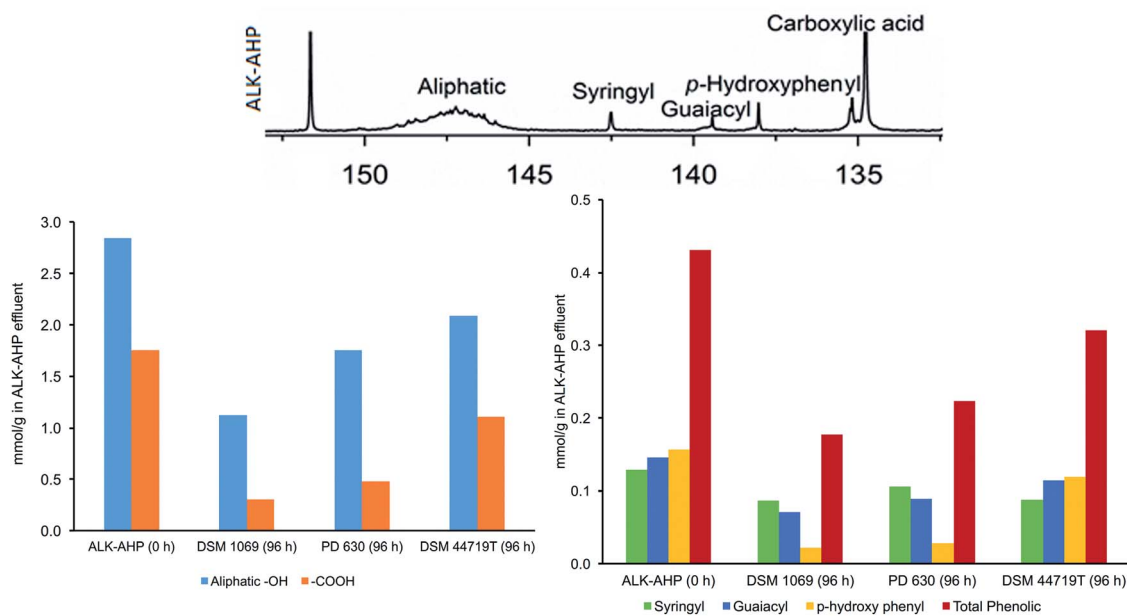 ALK-AHP
Carboxylic acid
Aliphatic
Syringyl
p-Hydroxyphenyl
Guaiacyl
150
145
140
135
mmol/g in ALK-AHP effluent
3.0
2.5
2.0
1.5
1.0
0.5
0.0
ALK-AHP (0 h)
DSM 1069 (96 h)
PD 630 (96 h)
DSM 44719T (96 h)
Aliphatic -OH
-COOH
mmol/g in ALK-AHP effluent
0.5
0.4
0.3
0.2
0.1
0.0
ALK-AHP (0 h)
DSM 1069 (96 h)
PD 630 (96 h)
DSM 44719T (96 h)
Syringyl
Guaiacyl
p-hydroxy phenyl
Total Phenolic